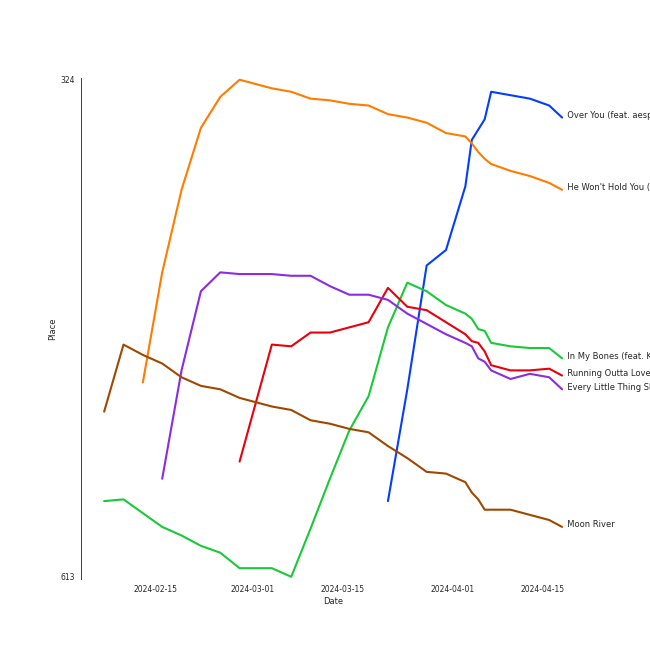 324
Over You (feat. aesp
He Won't Hold You (
Place
In My Bones (feat. K
Running Outta Love
Every Little Thing S
Moon River
613
2024-02-15
2024-03-01
2024-03-15
2024-04-01
2024-04-15
Date